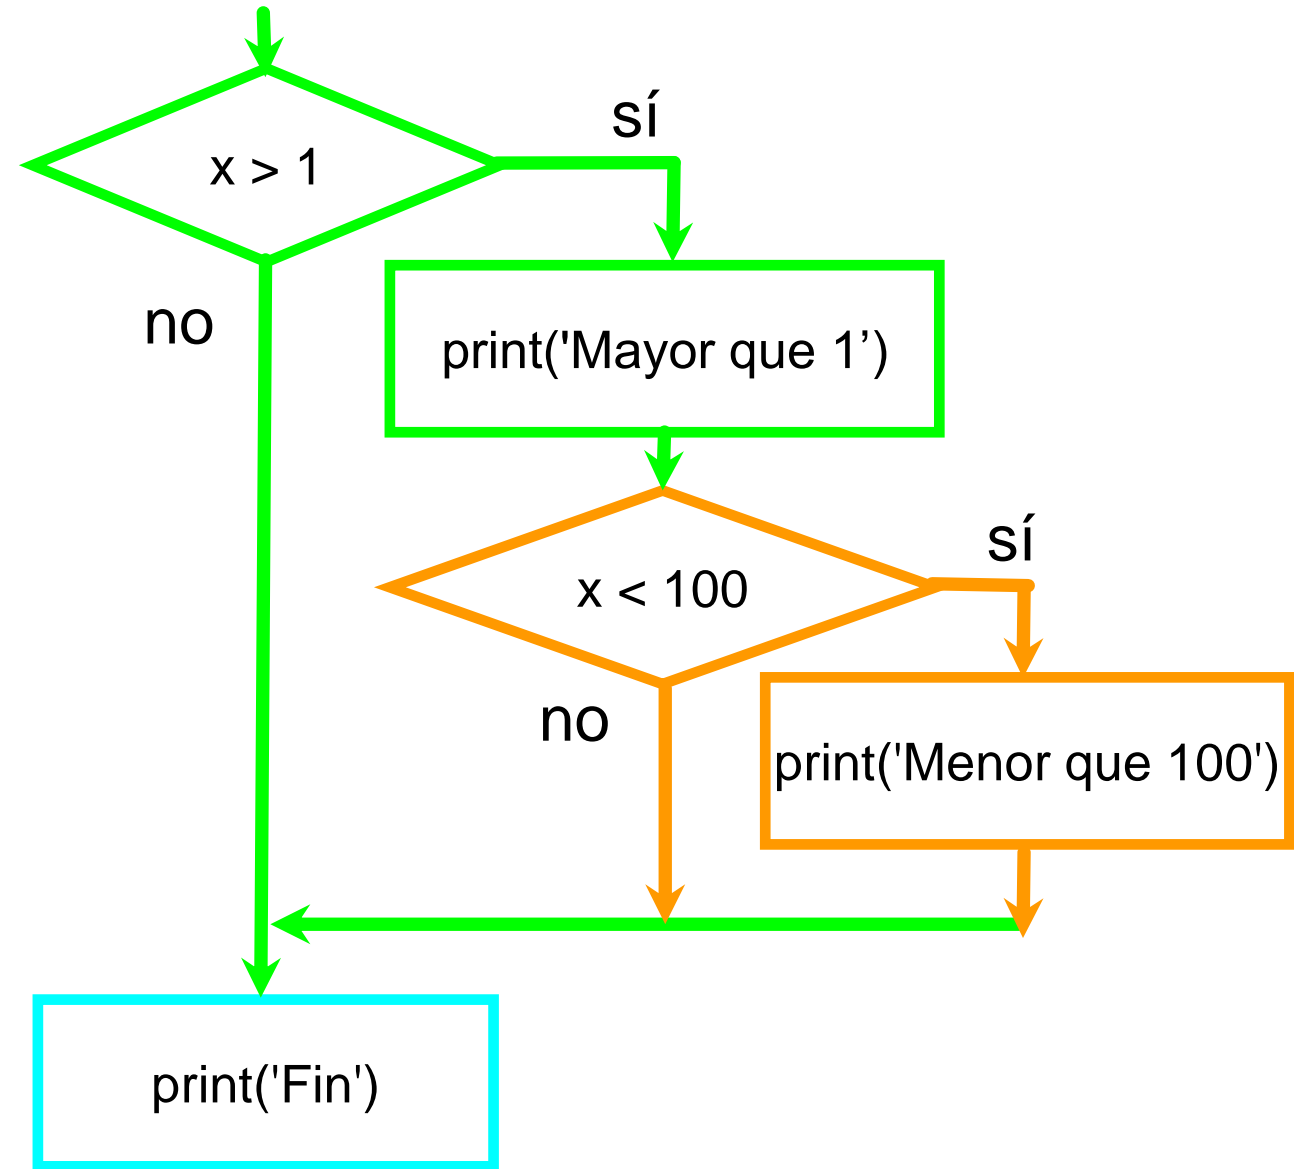 x > 1
sí
no
print('Mayor que 1’)
x < 100
sí
no
print('Menor que 100')
print('Fin')